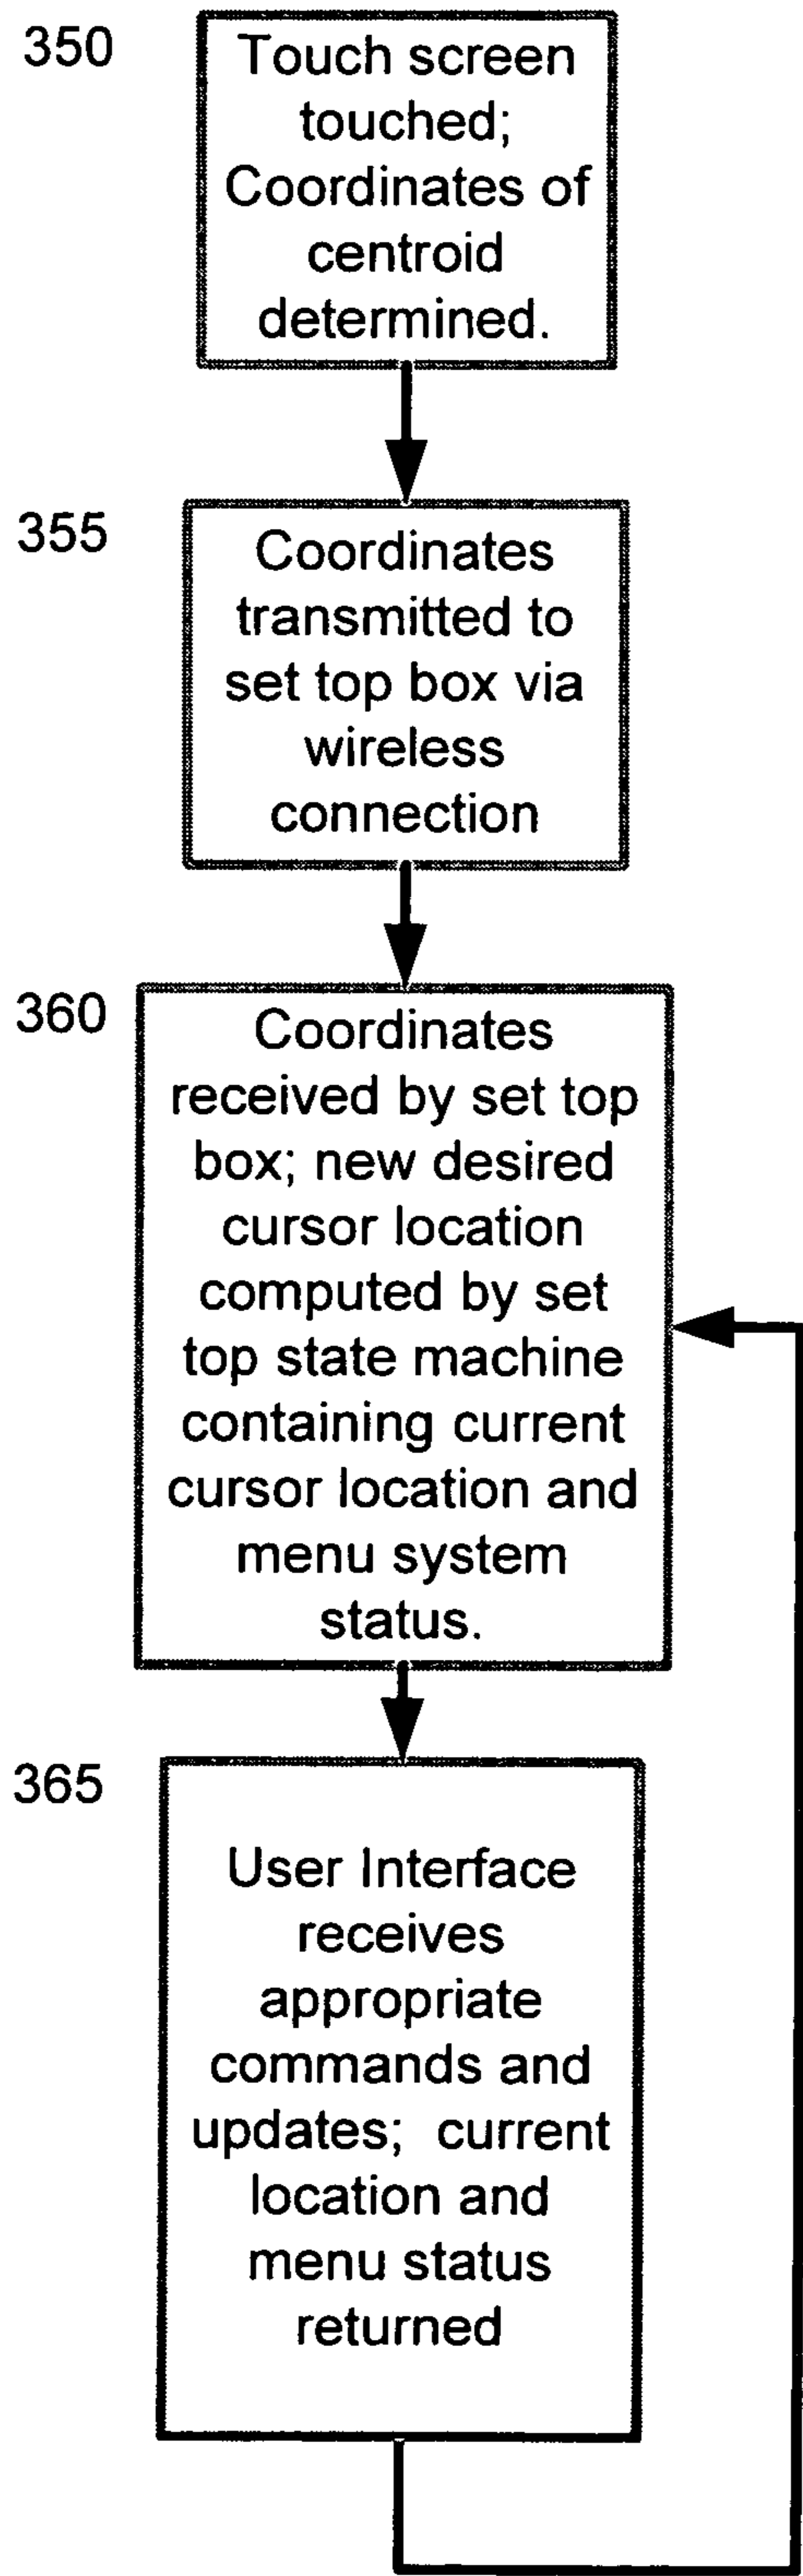 350
Touch screen
touched;
Coordinates of
centroid
determined.
355
Coordinates
transmitted to
set top box via
wireless
connection
360
Coordinates
received by set top
box; new desired
cursor location
computed by set
top state machine
containing current
cursor location and
menu system
status.
365
User Interface
receives
appropriate
commands and
updates; current
location and
menu status
returned